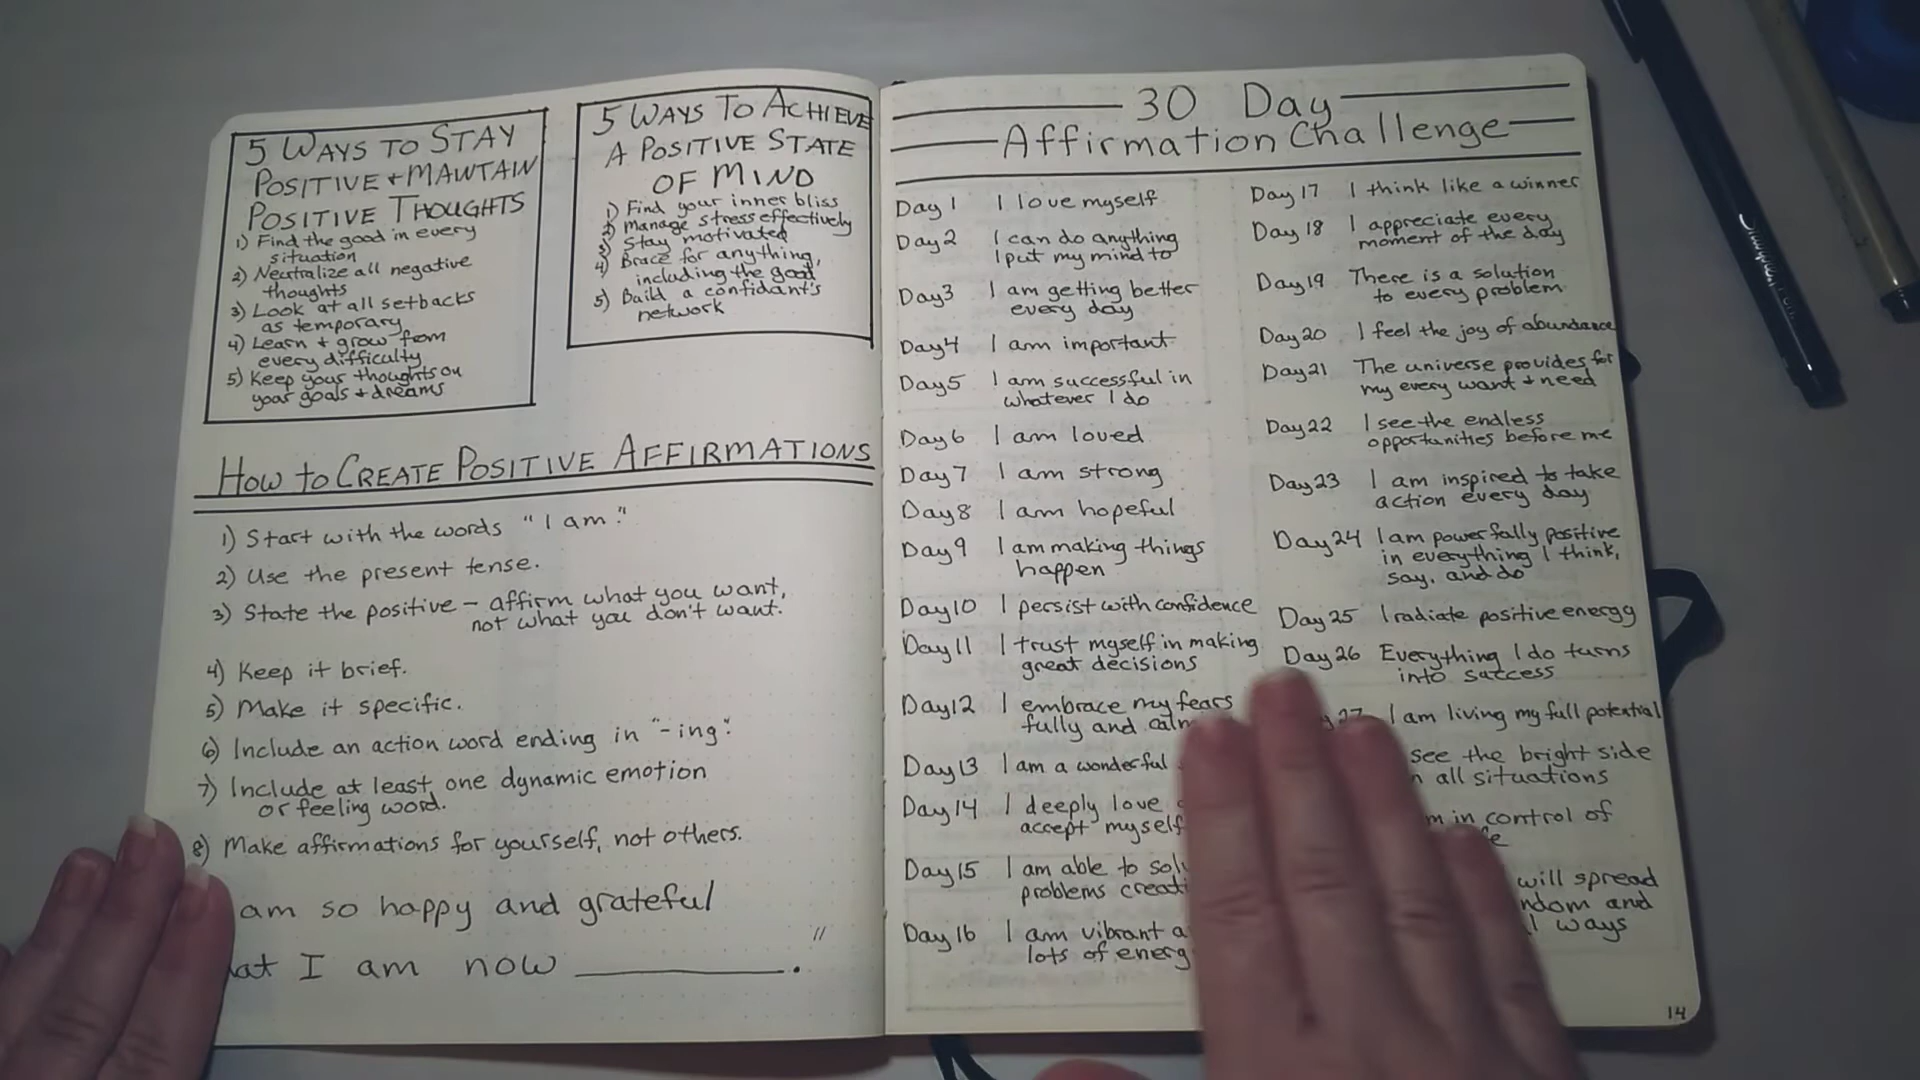 5 WAYS TO STAY
POSITIVE + MAINTAIN
POSITIVE THOUGHTS
1) Find the good in every
situation
2) Neutralize all negative
thoughts
3) Look at all setbacks
as temporary
4) Learn + grow from
every difficulty
5) Keep your thoughts on
your goals + dreams
5 WAYS TO ACHIEVE
A POSITIVE STATE
OF MIND
1) Find your inner bliss
2) Manage stress effectively
3) Stay motivated
4) Brace for anything,
including the good
5) Build a confidant's
network
HOW TO CREATE POSITIVE AFFIRMATIONS
1) Start with the words "I am."
2) Use the present tense.
3) State the positive - affirm what you want,
not what you don't want.
4) Keep it brief.
5) Make it specific.
6) Include an action word ending in "-ing."
7) Include at least one dynamic emotion
or feeling word.
8) Make affirmations for yourself, not others.
am so happy and grateful
at I am now ________.
30 Day
Affirmation Challenge
Day 1 I love myself
Day 2 I can do anything
I put my mind to
Day 3 I am getting better
every day
Day 4 I am important
Day 5 I am successful in
whatever I do
Day 6 I am loved
Day 7 I am strong
Day 8 I am hopeful
Day 9 I am making things
happen
Day 10 I persist with confidence
Day 11 I trust myself in making
great decisions
Day 12 I embrace my fears
fully and calm
Day 13 I am a wonderful
Day 14 I deeply love
accept myself
Day 15 I am able to sol
problems creati
Day 16 I am vibrant a
lots of energ
Day 17 I think like a winner
Day 18 I appreciate every
moment of the day
Day 19 There is a solution
to every problem
Day 20 I feel the joy of abundance
Day 21 The universe provides for
my every want + need
Day 22 I see the endless
opportunities before me
Day 23 I am inspired to take
action every day
Day 24 I am powerfully positive
in everything I think,
say, and do
Day 25 I radiate positive energy
Day 26 Everything I do turns
into success
27 I am living my full potential
see the bright side
n all situations
m in control of
fe
will spread
ndom and
l ways
14